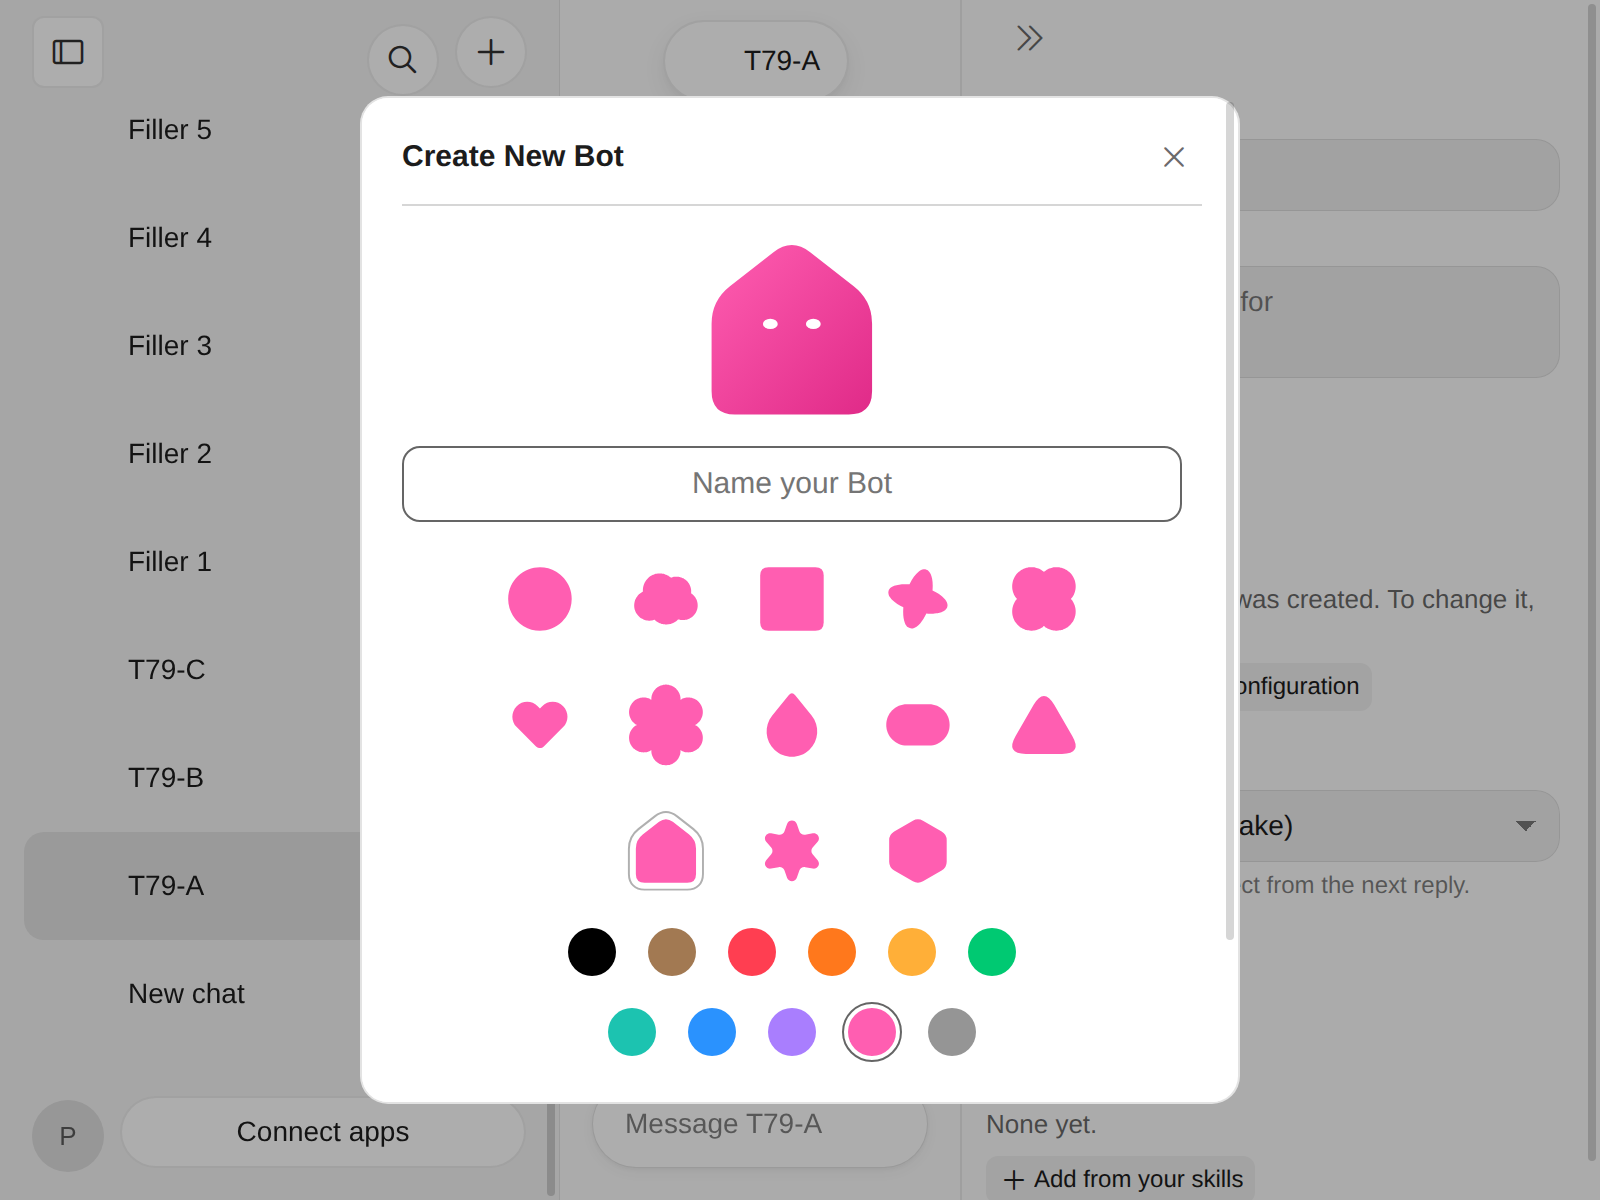 T79-A
Filler 5
Filler 4
Filler 3
Filler 2
Filler 1
T79-C
T79-B
T79-A
New chat
P
Connect apps
Create New Bot
Name your Bot
Message T79-A
for
was created. To change it,
onfiguration
ake)
ct from the next reply.
None yet.
Add from your skills